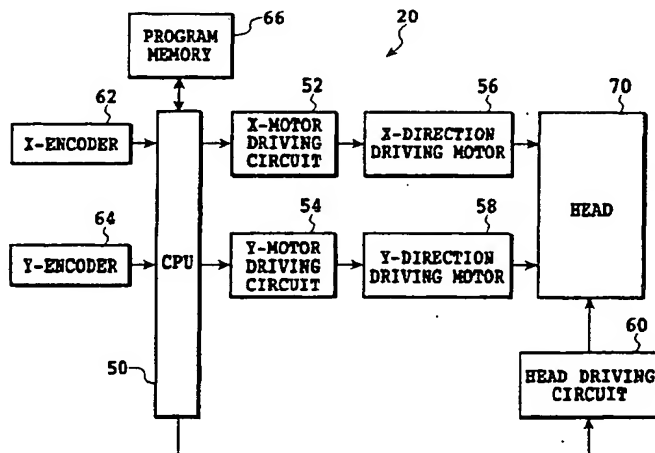 66
20
PROGRAM
MEMORY
62
52
56
70
X-ENCODER
X-MOTOR
DRIVING
CIRCUIT
X-DIRECTION
DRIVING MOTOR
HEAD
64
54
58
Y-ENCODER
CPU
Y-MOTOR
DRIVING
CIRCUIT
Y-DIRECTION
DRIVING MOTOR
50
60
HEAD DRIVING
CIRCUIT